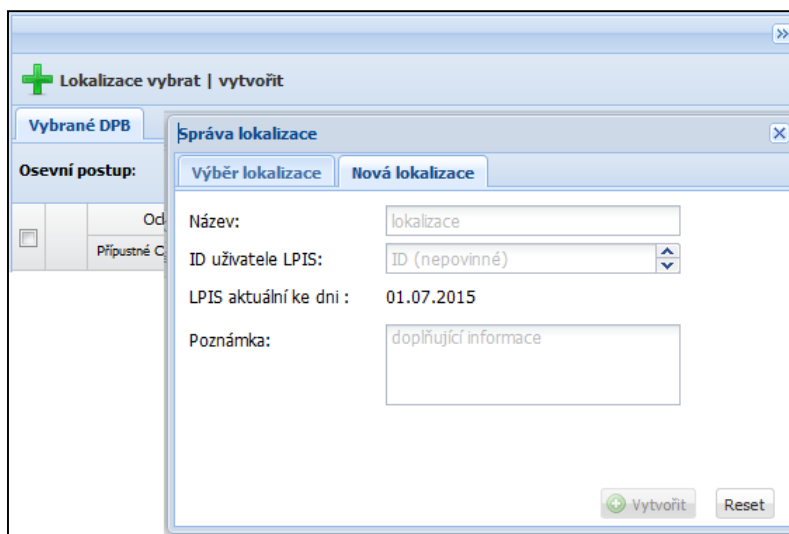 Lokalizace vybrat | vytvořit
Vybrané DPB
Osevní postup:
Přípustné
Správa lokalizace
Výběr lokalizace
Nová lokalizace
Název:
lokalizace
ID uživatele LPIS:
ID (nepovinné)
LPIS aktuální ke dni :
01.07.2015
Poznámka:
doplňující informace
Vytvořit
Reset